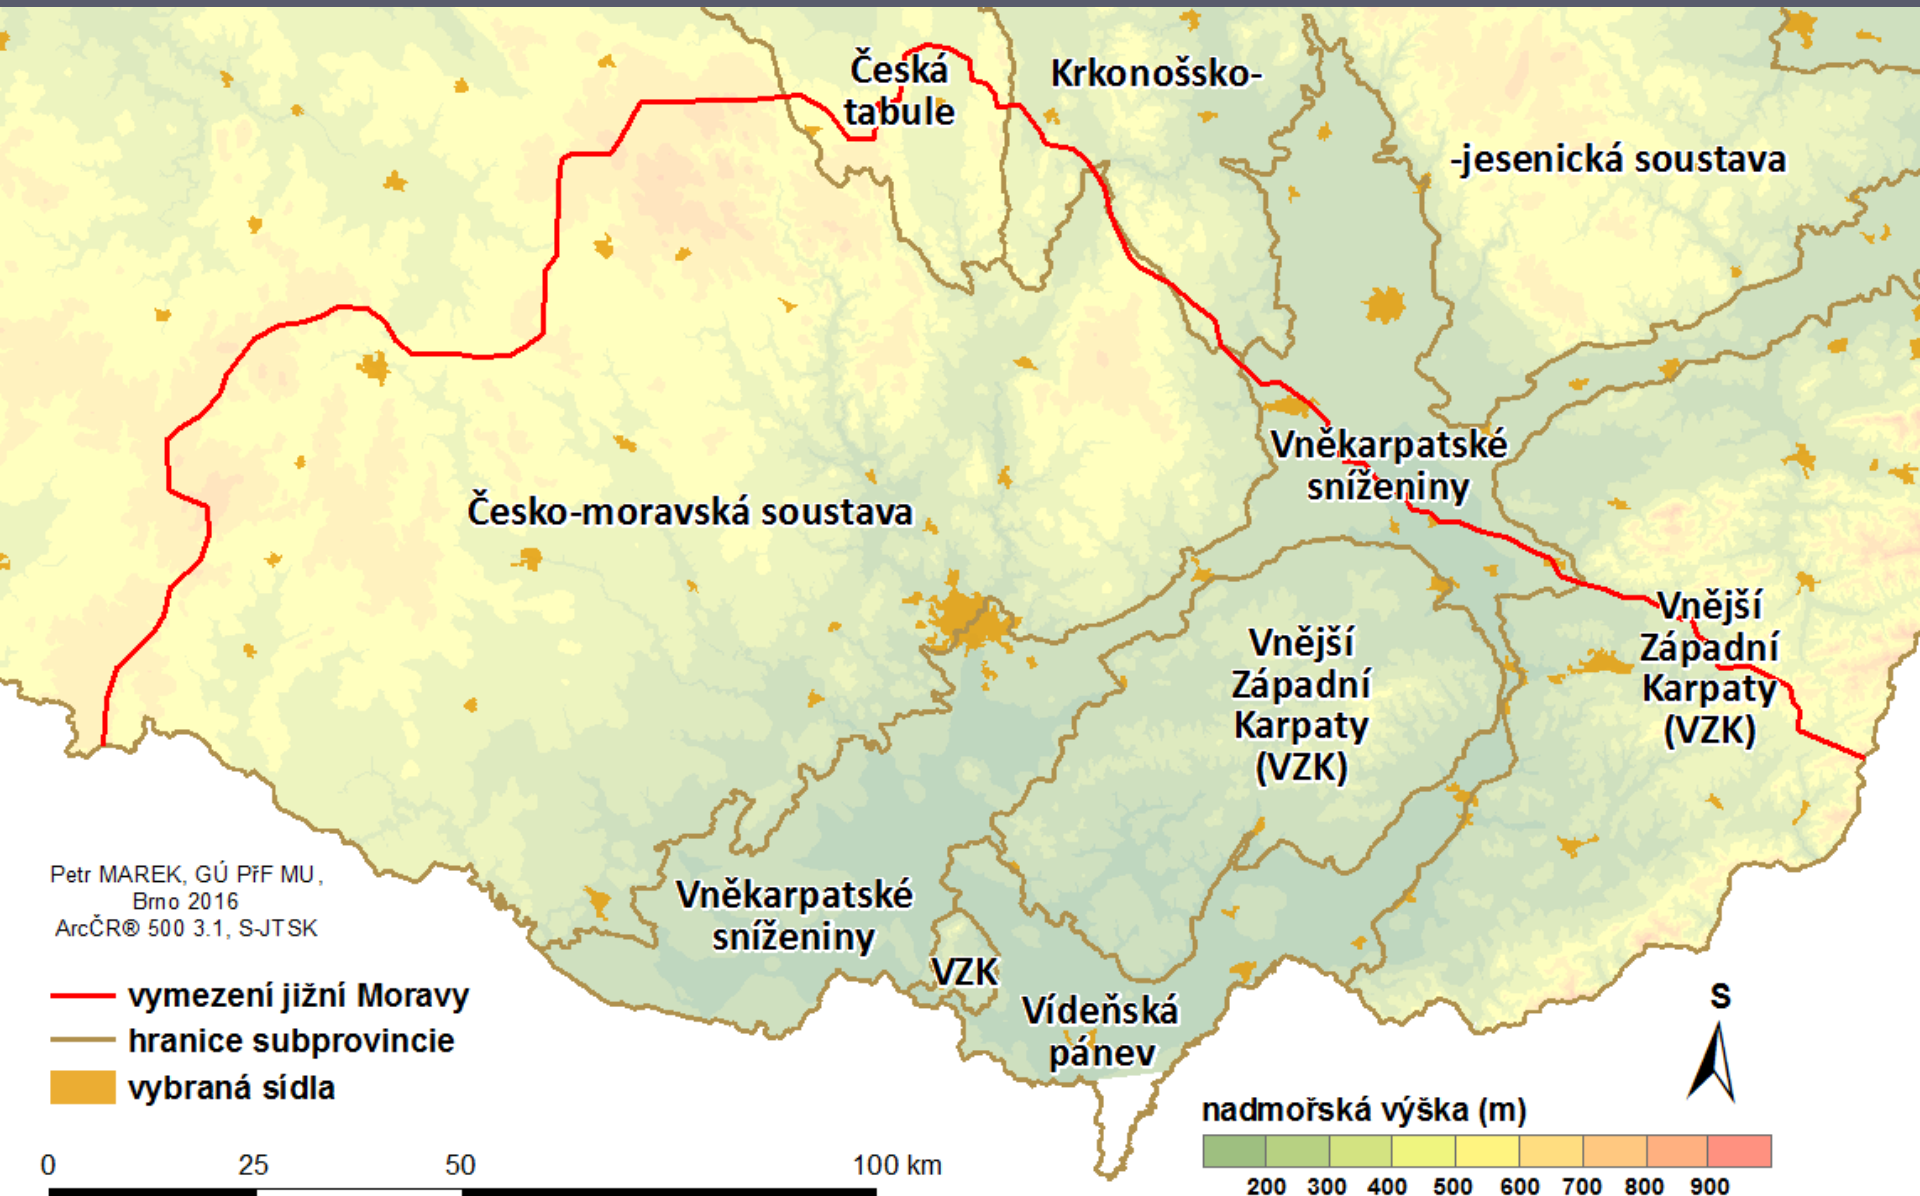 Česká
tabule
Krkonošsko-
-jesenická soustava
Vněkarpatské
sníženiny
Česko-moravská soustava
Vnější
Západní
Karpaty
(VZK)
Vnější
Západní
Karpaty
(VZK)
Vněkarpatské
sníženiny
VZK
Vídeňská
pánev
Petr MAREK, GÚ PřF MU,
Brno 2016
ArcČR® 500 3.1, S-JTSK
vymezení jižní Moravy
hranice subprovincie
vybraná sídla
0 25 50 100 km
S
nadmořská výška (m)
200 300 400 500 600 700 800 900